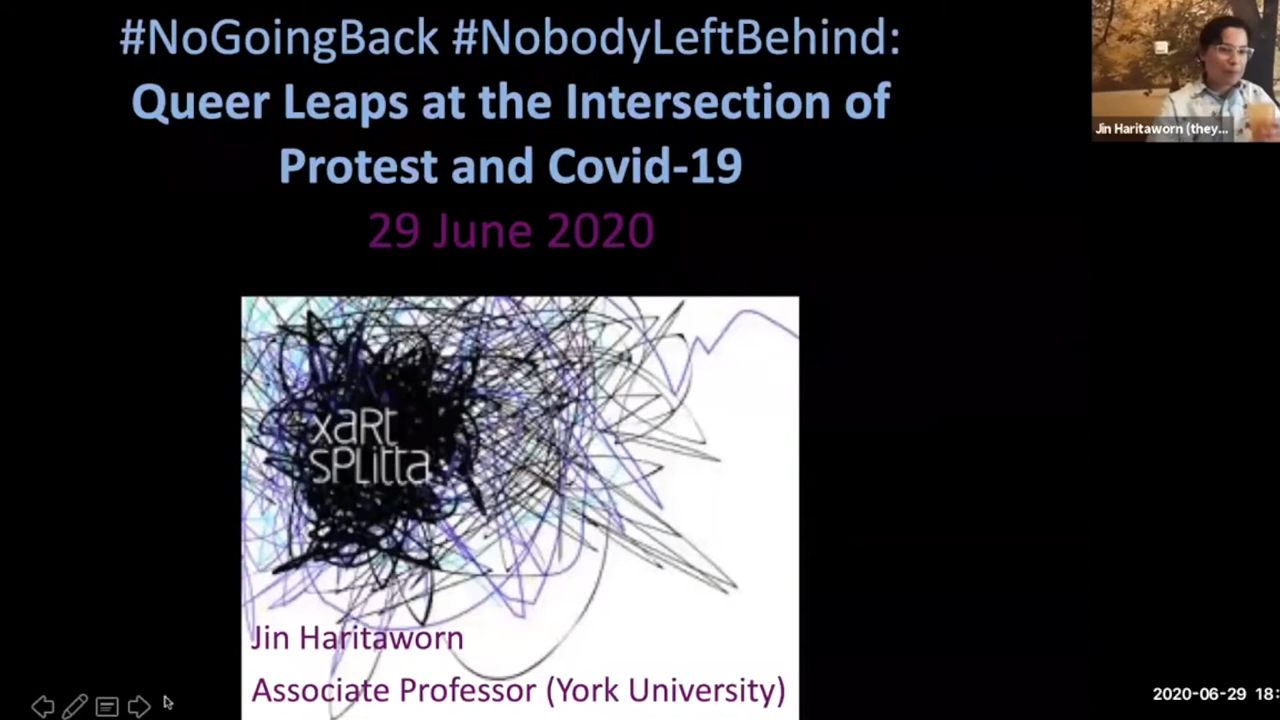 #NoGoingBack #NobodyLeftBehind:
Queer Leaps at the Intersection of
Protest and Covid-19
29 June 2020
Jin Haritaworn (they...
xaRt
SPLitta
Jin Haritaworn
Associate Professor (York University)
2020-06-29 18: